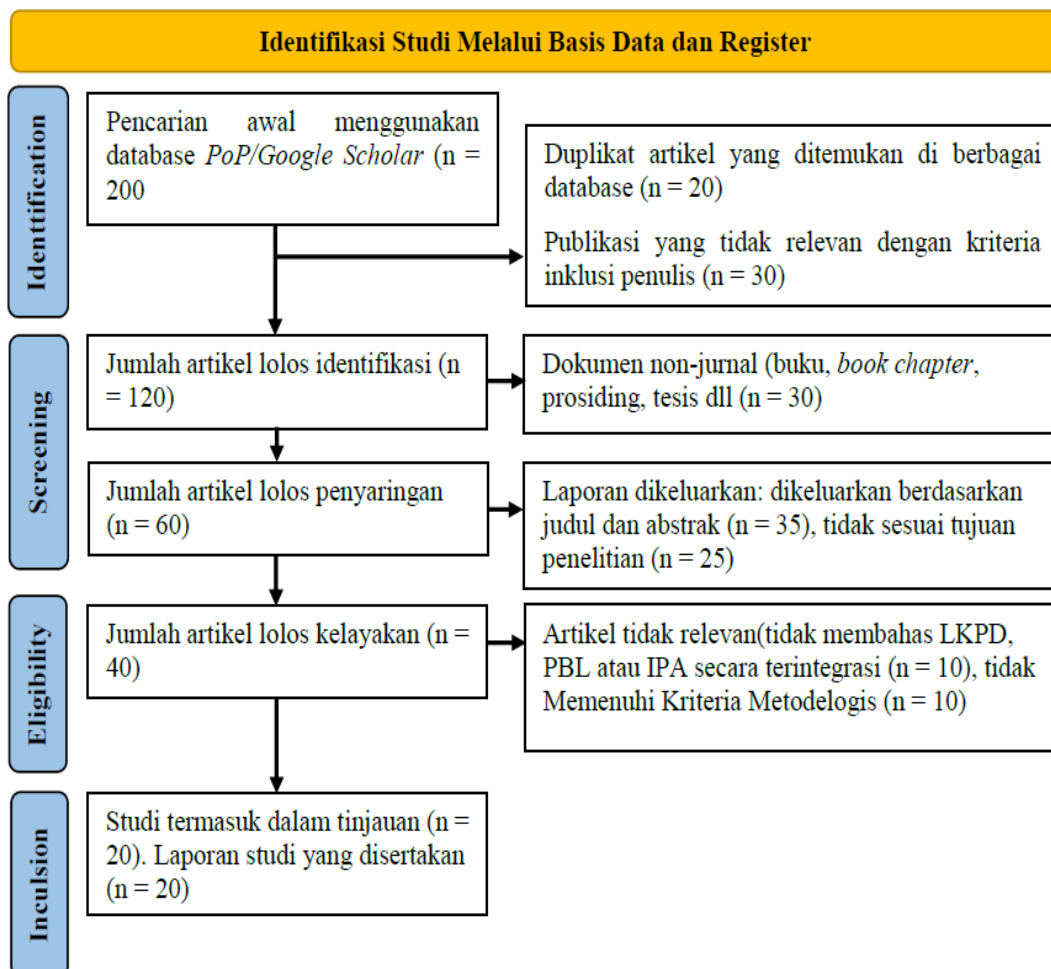 Identifikasi Studi Melalui Basis Data dan Register
Identtification
Pencarian awal menggunakan
database PoP/Google Scholar (n =
200
Duplikat artikel yang ditemukan di berbagai
database (n = 20)
Publikasi yang tidak relevan dengan kriteria
inklusi penulis (n = 30)
Screening
Jumlah artikel lolos identifikasi (n
= 120)
Dokumen non-jurnal (buku, book chapter,
prosiding, tesis dll (n = 30)
Jumlah artikel lolos penyaringan
(n = 60)
Laporan dikeluarkan: dikeluarkan berdasarkan
judul dan abstrak (n = 35), tidak sesuai tujuan
penelitian (n = 25)
Eligibility
Jumlah artikel lolos kelayakan (n =
40)
Artikel tidak relevan(tidak membahas LKPD,
PBL atau IPA secara terintegrasi (n = 10), tidak
Memenuhi Kriteria Metodelogis (n = 10)
Inculsion
Studi termasuk dalam tinjauan (n =
20). Laporan studi yang disertakan
(n = 20)